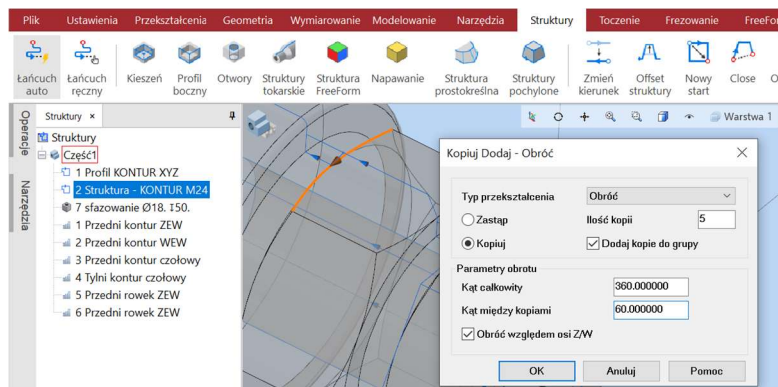 Plik Ustawienia Przekształcenia Geometria Wymiarowanie Modelowanie Narzędzia Struktury Toczenie Frezowanie FreeFor
Łańcuch auto
Łańcuch ręczny
Kieszeń
Profil boczny
Otwory
Struktury tokarskie
Struktura FreeForm
Napawanie
Struktura prostokreślna
Struktury pochylone
Zmień kierunek
Offset struktury
Nowy start
Close
Operacje
Narzędzia
Struktury ×
Struktury
Część1
1 Profil KONTUR XYZ
2 Struktura - KONTUR M24
7 sfazowanie Ø18. ↧50.
1 Przedni kontur ZEW
2 Przedni kontur WEW
3 Przedni kontur czołowy
4 Tylni kontur czołowy
5 Przedni rowek ZEW
6 Przedni rowek ZEW
Warstwa 1
Kopiuj Dodaj - Obróć
Typ przekształcenia Obróć
Zastąp Ilość kopii 5
Kopiuj Dodaj kopie do grupy
Parametry obrotu
Kąt całkowity 360.000000
Kąt między kopiami 60.000000
Obróć względem osi Z/W
OK Anuluj Pomoc